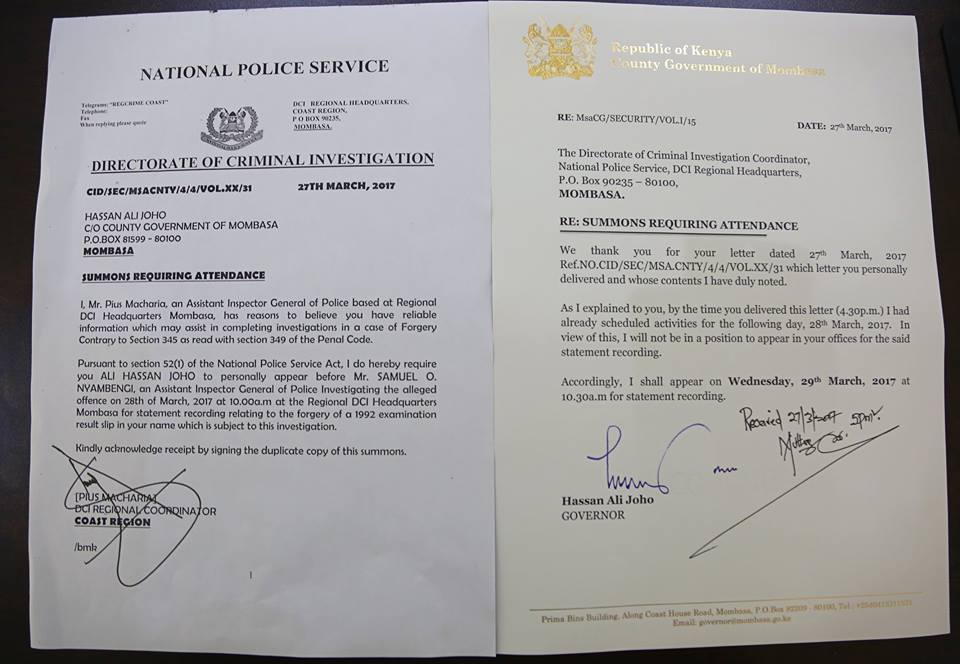 NATIONAL POLICE SERVICE
Telegrams: "REGCRIME COAST"
Telephone:
Fax
When replying please quote
DCI REGIONAL HEADQUARTERS,
COAST REGION,
P O BOX 90235,
MOMBASA.
DIRECTORATE OF CRIMINAL INVESTIGATION
CID/SEC/MSACNTY/4/4/VOL.XX/31 27TH MARCH, 2017
HASSAN ALI JOHO
C/O COUNTY GOVERNMENT OF MOMBASA
P.O.BOX 81599 - 80100
MOMBASA
SUMMONS REQUIRING ATTENDANCE
I, Mr. Pius Macharia, an Assistant Inspector General of Police based at Regional
DCI Headquarters Mombasa, has reasons to believe you have reliable
information which may assist in completing investigations in a case of Forgery
Contrary to Section 345 as read with section 349 of the Penal Code.
Pursuant to section 52(1) of the National Police Service Act, I do hereby require
you ALI HASSAN JOHO to personally appear before Mr. SAMUEL O.
NYAMBENGI, an Assistant Inspector General of Police Investigating the alleged
offence on 28th of March, 2017 at 10.00a.m at the Regional DCI Headquarters
Mombasa for statement recording relating to the forgery of a 1992 examination
result slip in your name which is subject to this investigation.
Kindly acknowledge receipt by signing the duplicate copy of this summons.
[PIUS MACHARIA]
DCI REGIONAL COORDINATOR
COAST REGION
/bmk
1
Republic of Kenya
County Government of Mombasa
RE: MsaCG/SECURITY/VOL.I/15
DATE: 27th March, 2017
The Directorate of Criminal Investigation Coordinator,
National Police Service, DCI Regional Headquarters,
P.O. Box 90235 – 80100,
MOMBASA.
RE: SUMMONS REQUIRING ATTENDANCE
We thank you for your letter dated 27th March, 2017
Ref.NO.CID/SEC/MSA.CNTY/4/4/VOL.XX/31 which letter you personally
delivered and whose contents I have duly noted.
As I explained to you, by the time you delivered this letter (4.30p.m.) I had
already scheduled activities for the following day, 28th March, 2017. In
view of this, I will not be in a position to appear in your offices for the said
statement recording.
Accordingly, I shall appear on Wednesday, 29th March, 2017 at
10.30a.m for statement recording.
Received 27/3/2017 5pm
Hassan Ali Joho
GOVERNOR
Prima Bins Building, Along Coast House Road, Mombasa, P.O.Box 82209 - 80100, Tel :
Email: governor@mombasa.go.ke